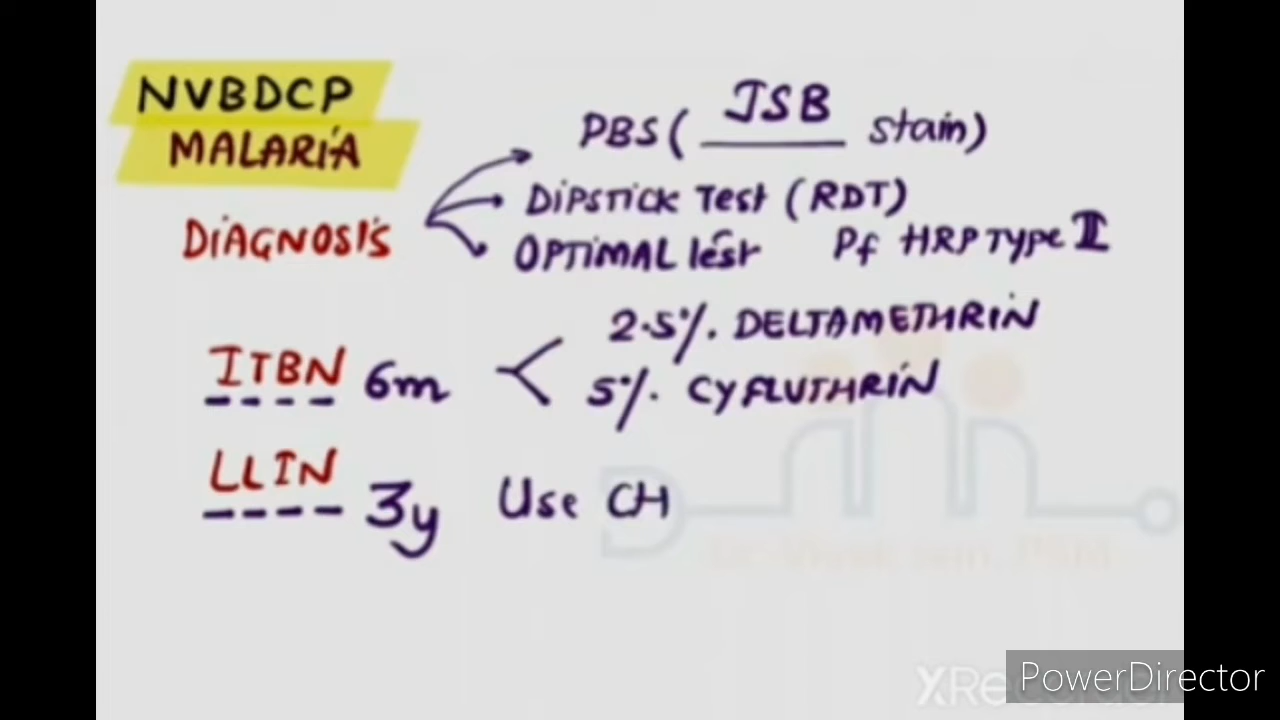 NVBDCP
MALARIA
DIAGNOSIS
PBS ( JSB stain)
DIPSTICK Test (RDT)
OPTIMAL Test Pf HRP Type II
ITBN 6m
2.5%. DELTAMETHRIN
5%. CYFLUTHRIN
LLIN 3y Use CH
PowerDirector